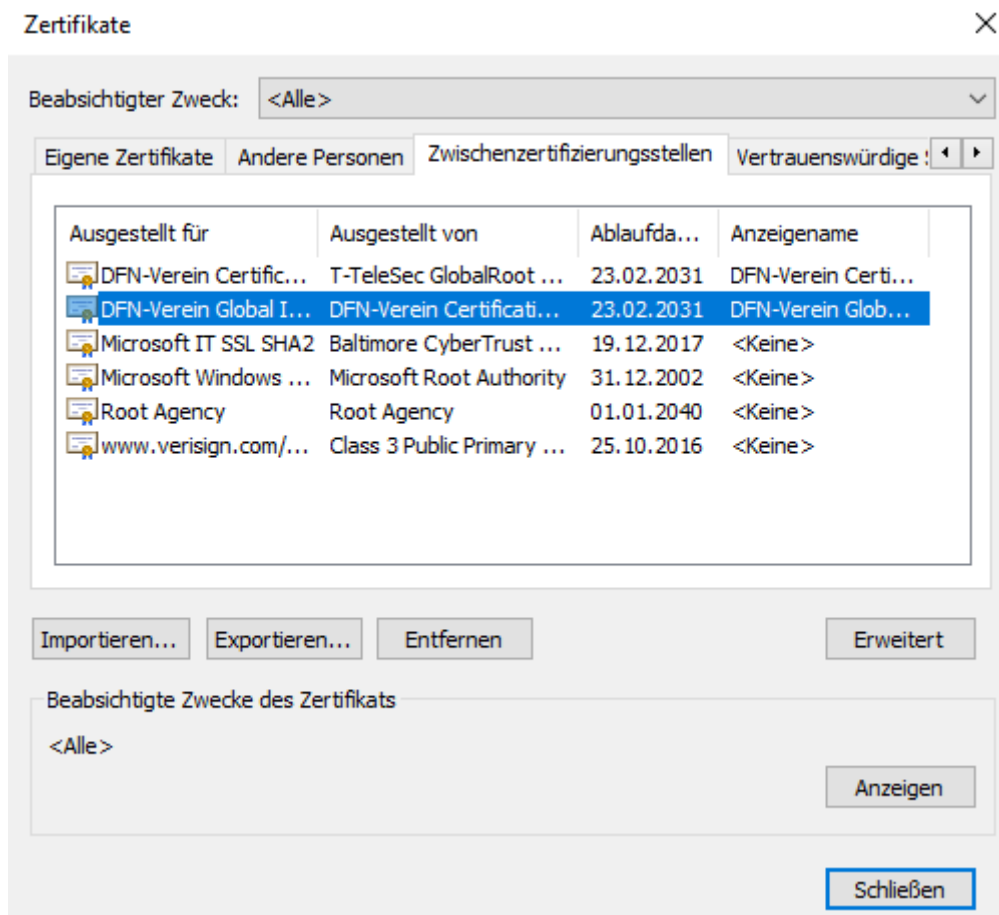 Zertifikate
Beabsichtigter Zweck: <Alle>
Eigene Zertifikate Andere Personen Zwischenzertifizierungsstellen Vertrauenswürdige
Ausgestellt für Ausgestellt von Ablaufda... Anzeigename
DFN-Verein Certific... T-TeleSec GlobalRoot ... 23.02.2031 DFN-Verein Certi...
DFN-Verein Global I... DFN-Verein Certificati... 23.02.2031 DFN-Verein Glob...
Microsoft IT SSL SHA2 Baltimore CyberTrust ... 19.12.2017 <Keine>
Microsoft Windows ... Microsoft Root Authority 31.12.2002 <Keine>
Root Agency Root Agency 01.01.2040 <Keine>
www.verisign.com/... Class 3 Public Primary ... 25.10.2016 <Keine>
Importieren... Exportieren... Entfernen Erweitert
Beabsichtigte Zwecke des Zertifikats
<Alle>
Anzeigen
Schließen